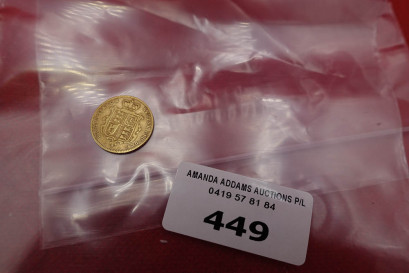 AMANDA ADDAMS AUCTIONS P/L
0419 57 81 84
449